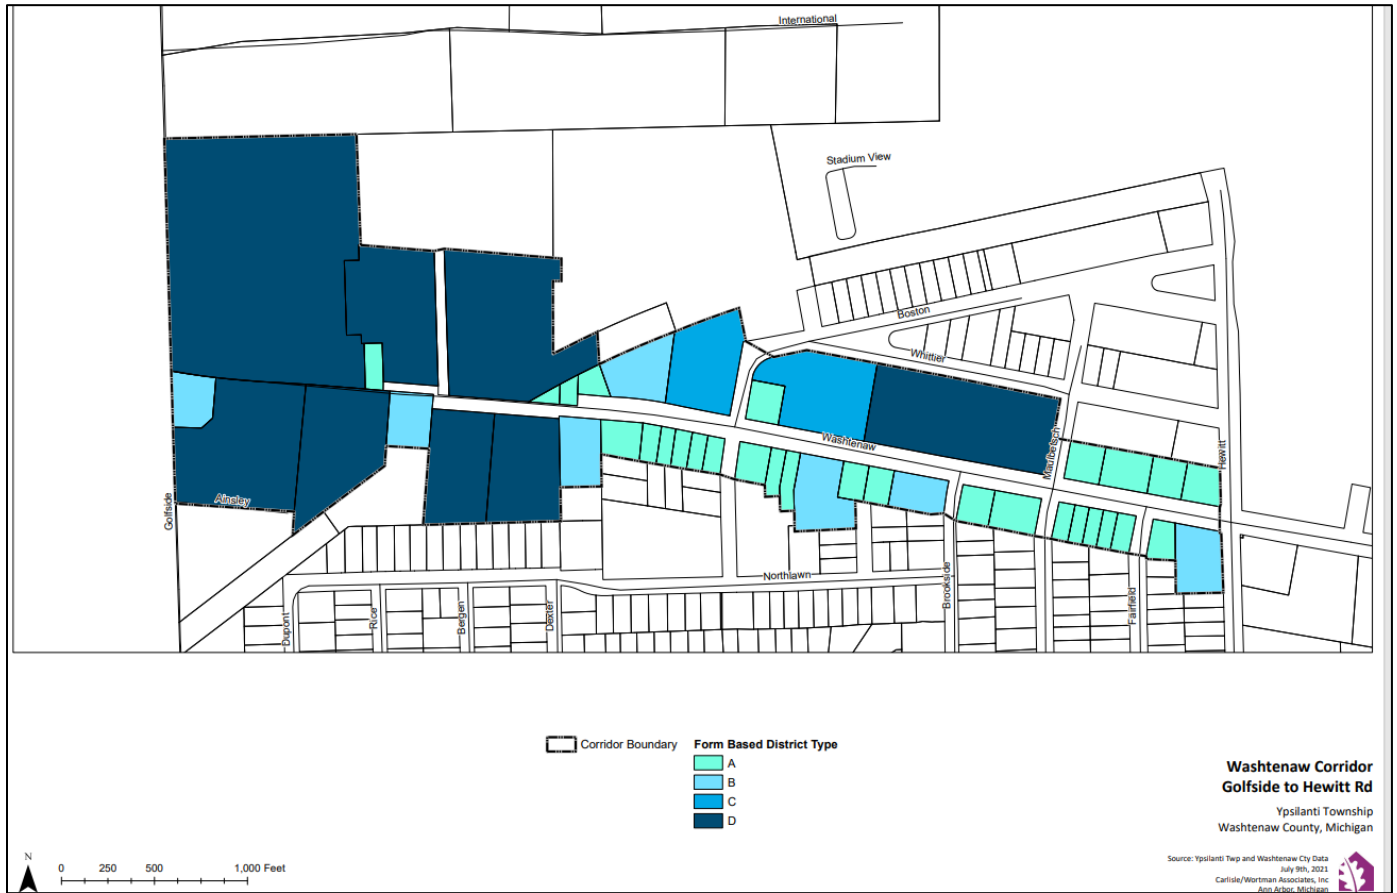 International
Stadium View
Boston
Whittier
Washtenaw
Maulbetsch
Hewitt
Golfside
Ainsley
Northlawn
Brookside
Fairfield
Dupont
Rice
Bergen
Dexter
Corridor Boundary
Form Based District Type
A
B
C
D
Washtenaw Corridor
Golfside to Hewitt Rd
Ypsilanti Township
Washtenaw County, Michigan
N
0 250 500 1,000 Feet
Source: Ypsilanti Twp and Washtenaw Cty Data
July 9th, 2021
Carlisle/Wortman Associates, Inc
Ann Arbor, Michigan